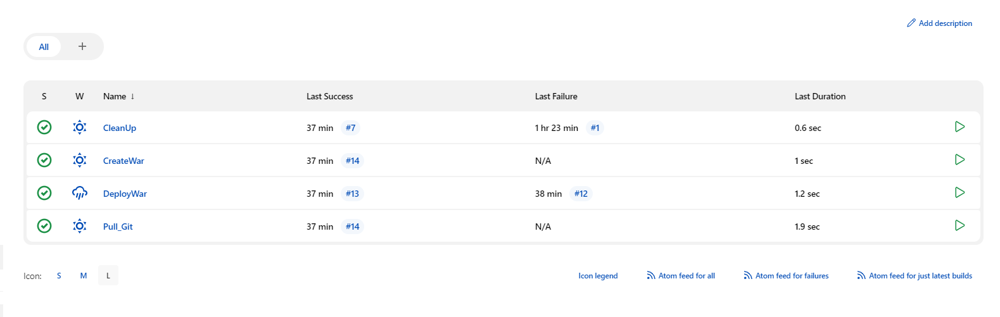 Add description
All +
S W Name ↓ Last Success Last Failure Last Duration
CleanUp 37 min #7 1 hr 23 min #1 0.6 sec
CreateWar 37 min #14 N/A 1 sec
DeployWar 37 min #13 38 min #12 1.2 sec
Pull_Git 37 min #14 N/A 1.9 sec
Icon: S M L Icon legend Atom feed for all Atom feed for failures Atom feed for just latest builds